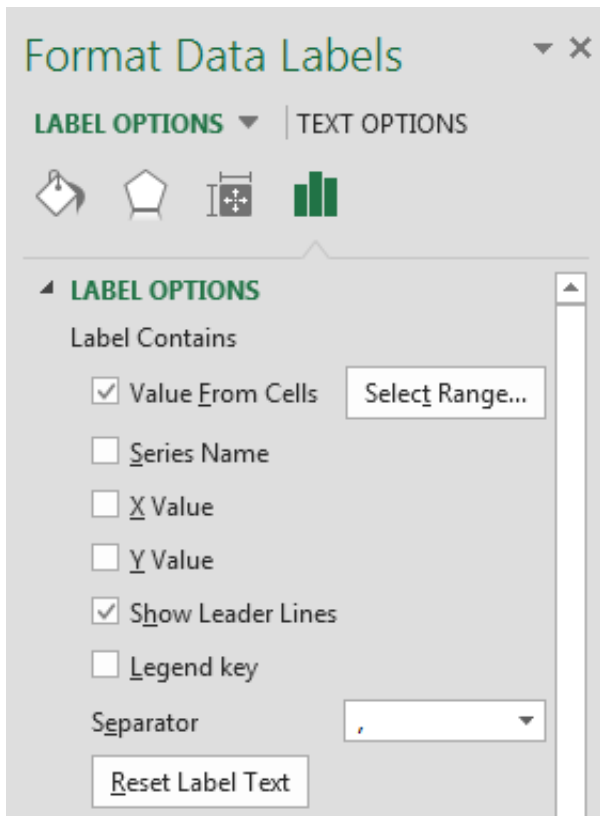 Format Data Labels
LABEL OPTIONS TEXT OPTIONS
LABEL OPTIONS
Label Contains
Value From Cells Select Range...
Series Name
X Value
Y Value
Show Leader Lines
Legend key
Separator ,
Reset Label Text